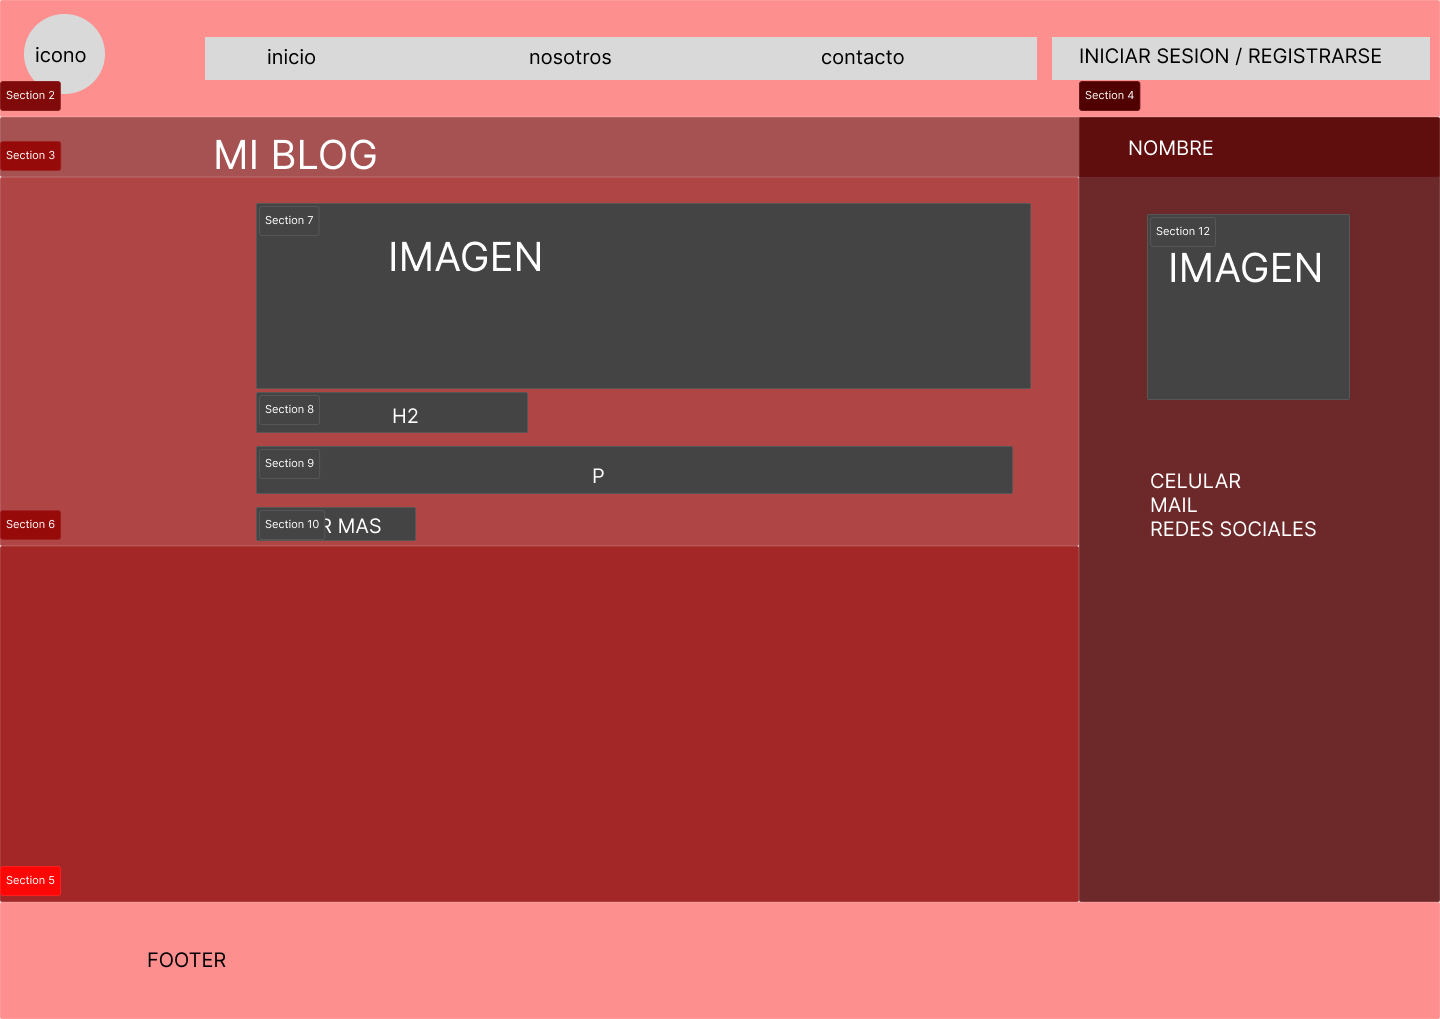 icono
inicio
nosotros
contacto
INICIAR SESION / REGISTRARSE
Section 2
Section 4
Section 3
MI BLOG
NOMBRE
Section 7
IMAGEN
Section 12
IMAGEN
Section 8
H2
Section 9
P
CELULAR
MAIL
REDES SOCIALES
Section 6
Section 10
R MAS
Section 5
FOOTER